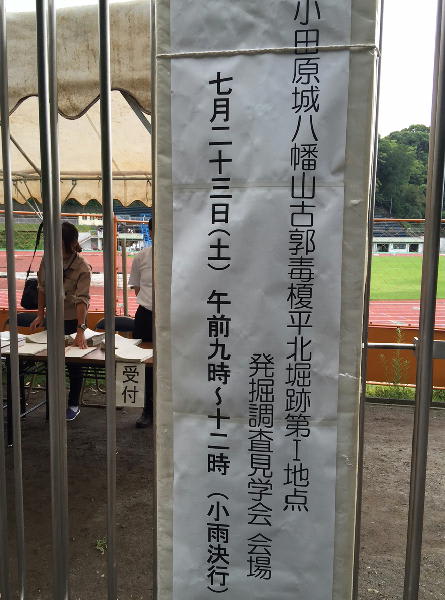 小田原城八幡山古郭毒榎平北堀跡第Ⅰ地点
発掘調査見学会 会場
七月二十三日(土) 午前九時~十二時 (小雨決行)
受付